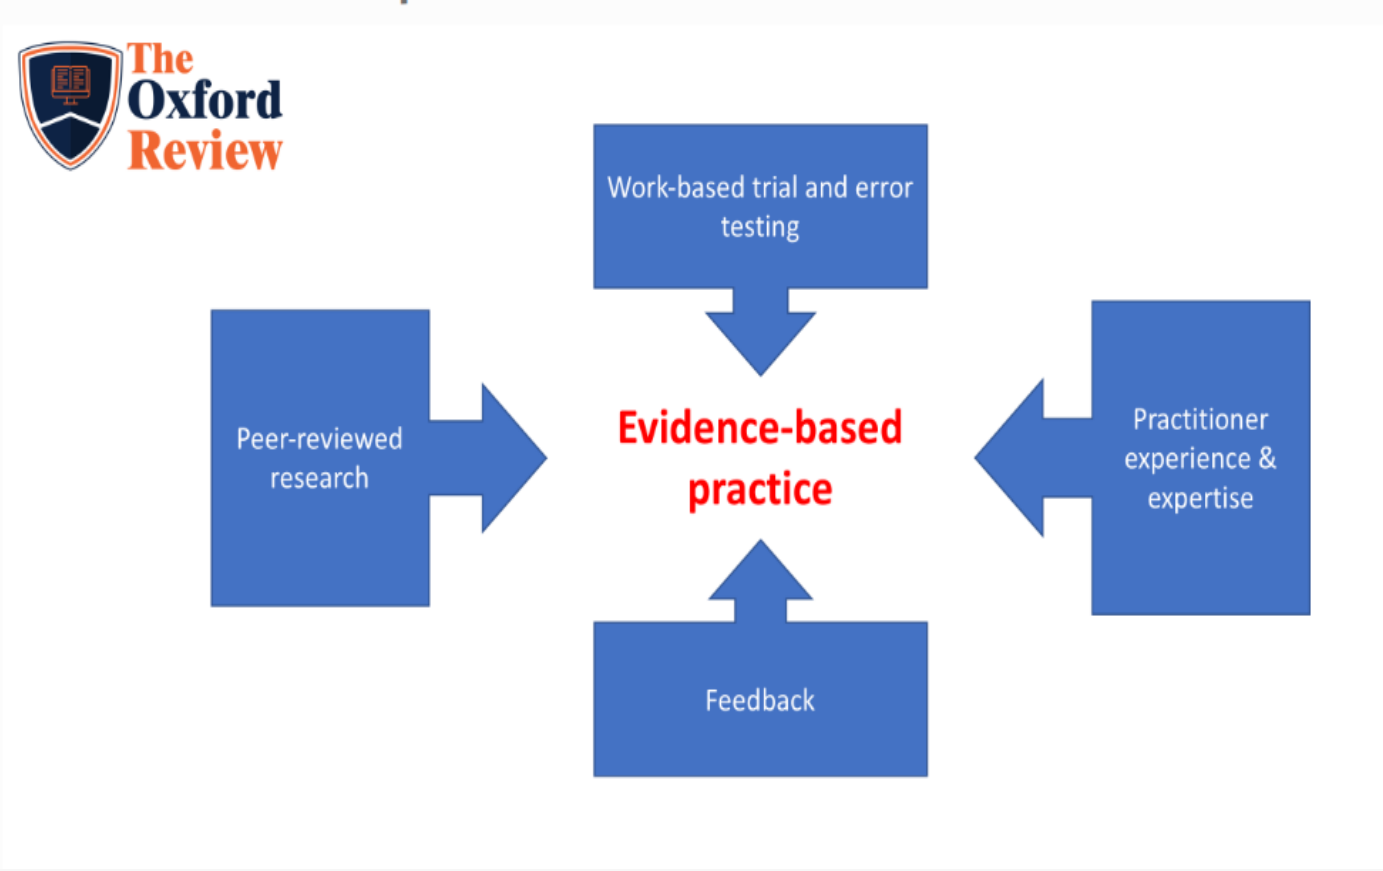 The
Oxford
Review
Work-based trial and error
testing
Peer-reviewed
research
Evidence-based
practice
Practitioner
experience &
expertise
Feedback